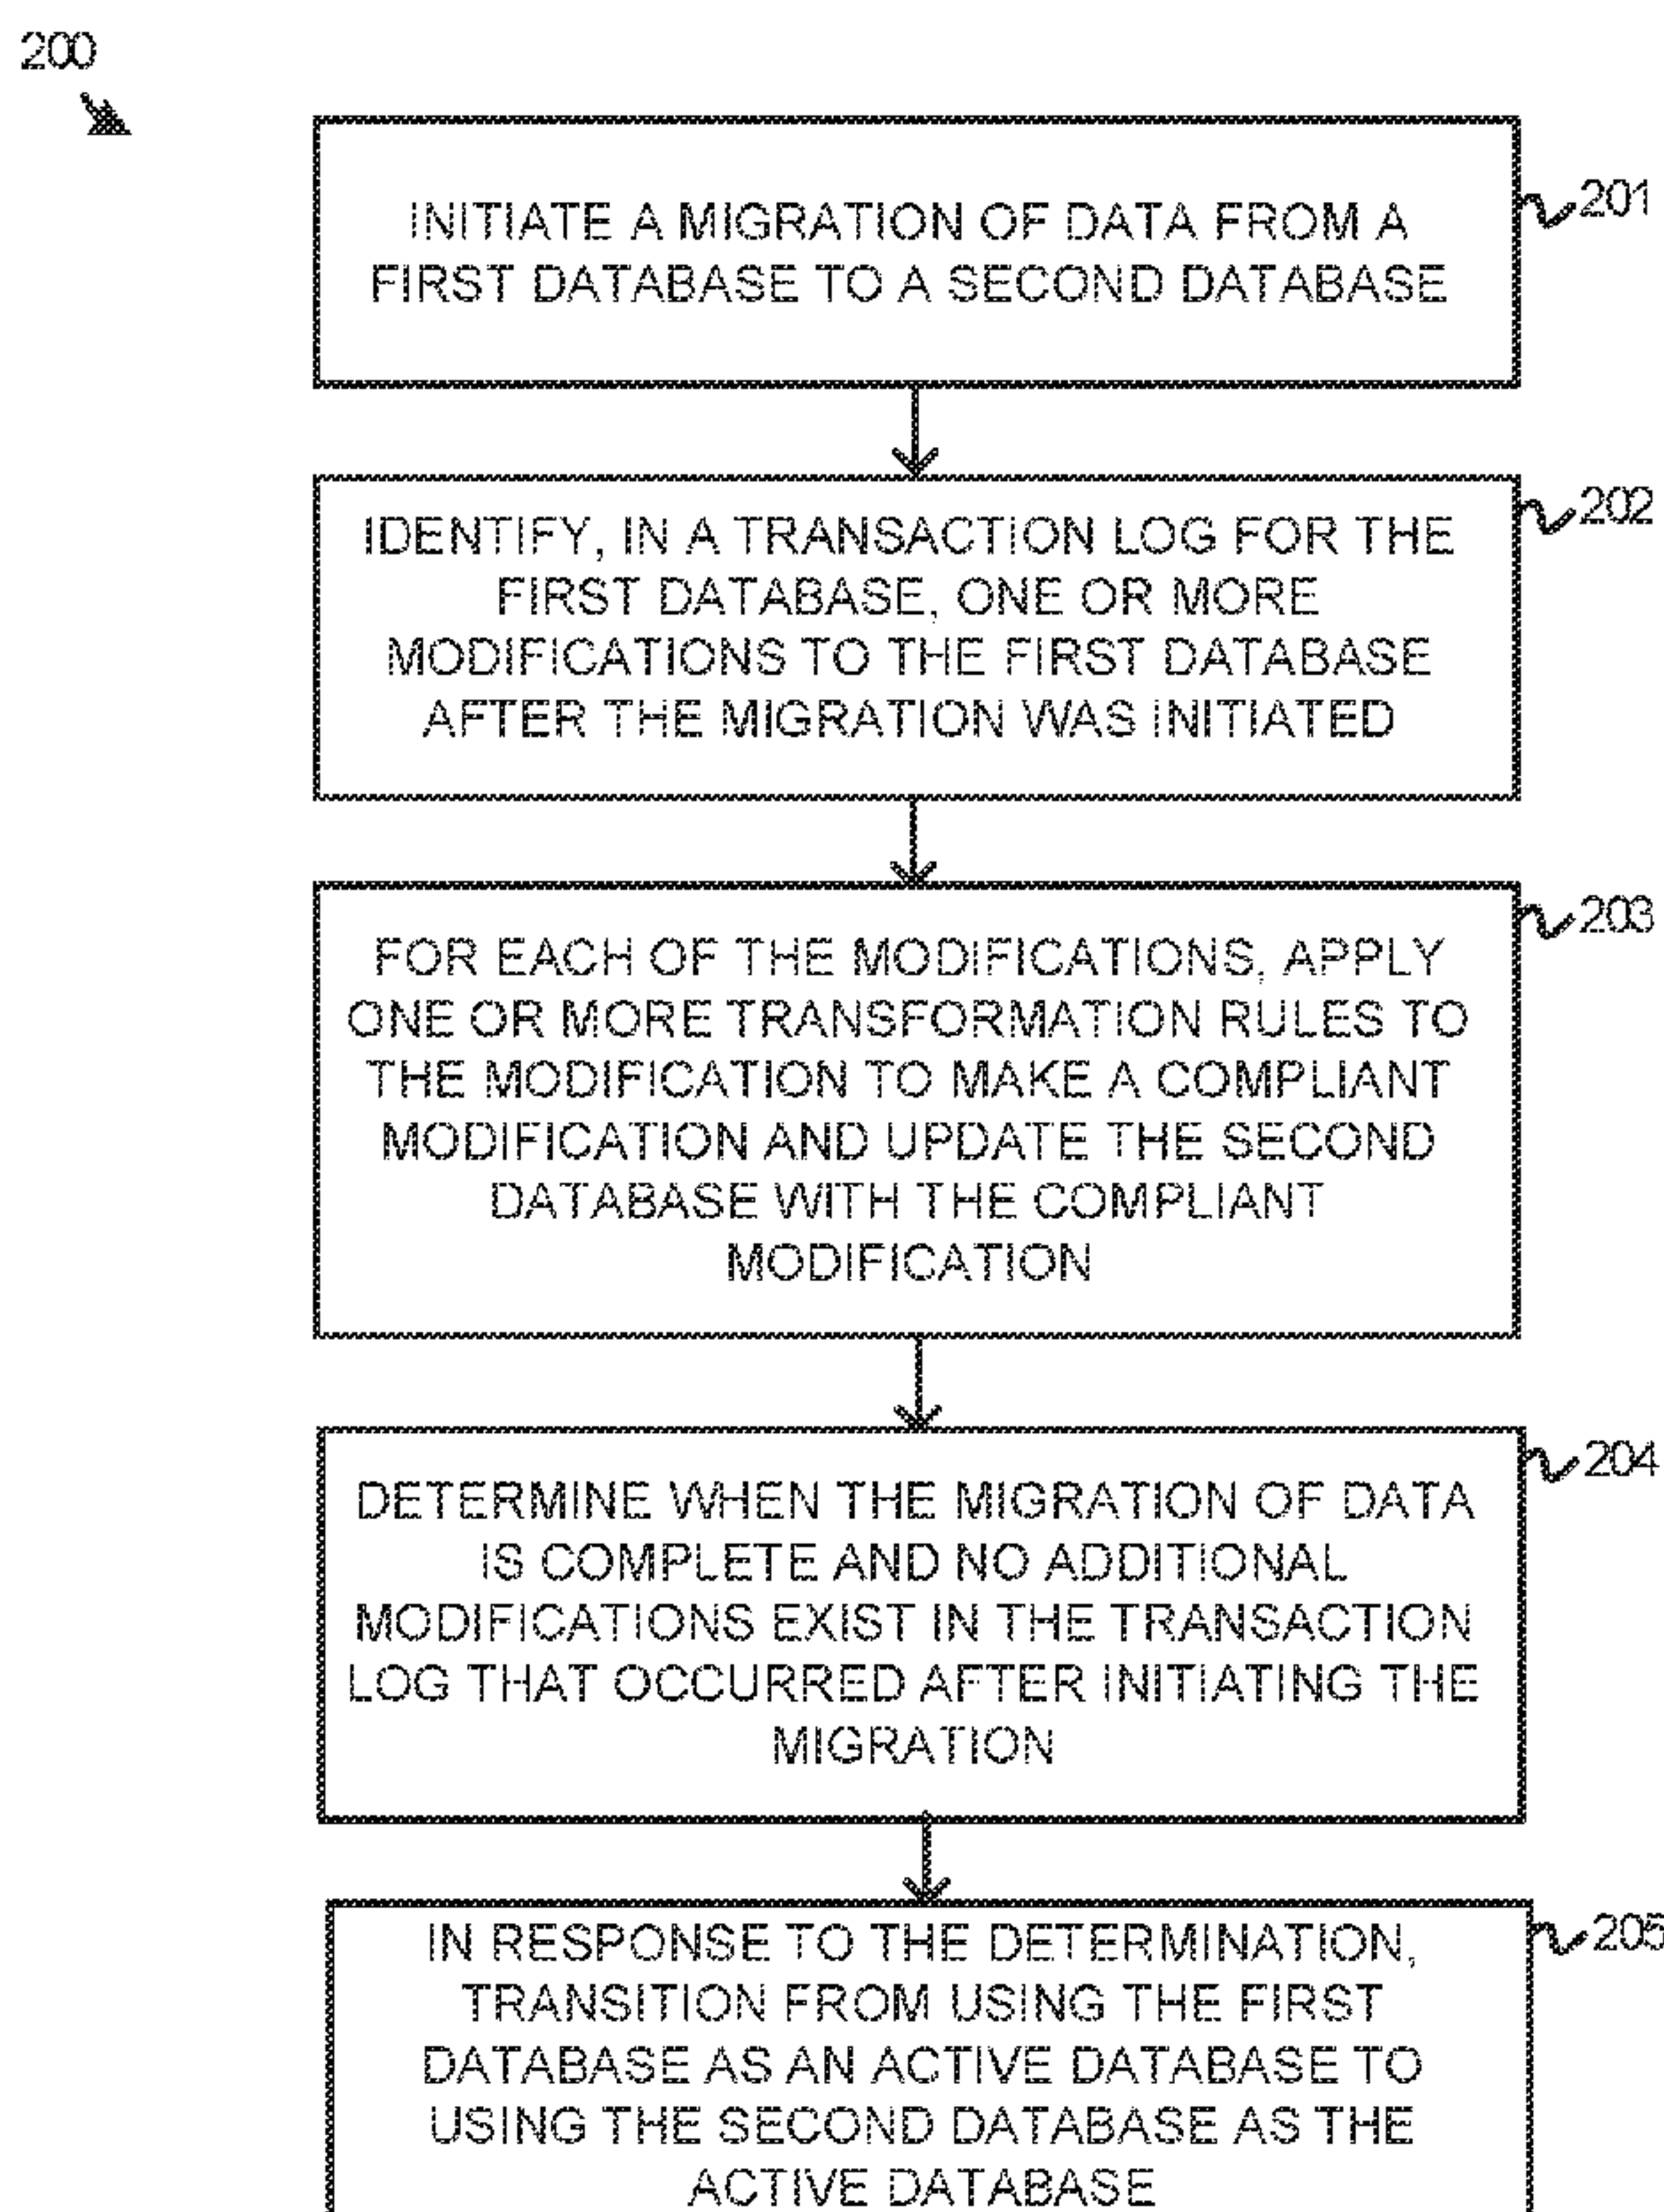 200
INITIATE A MIGRATION OF DATA FROM A
FIRST DATABASE TO A SECOND DATABASE
201
IDENTIFY, IN A TRANSACTION LOG FOR THE
FIRST DATABASE, ONE OR MORE
MODIFICATIONS TO THE FIRST DATABASE
AFTER THE MIGRATION WAS INITIATED
202
FOR EACH OF THE MODIFICATIONS, APPLY
ONE OR MORE TRANSFORMATION RULES TO
THE MODIFICATION TO MAKE A COMPLIANT
MODIFICATION AND UPDATE THE SECOND
DATABASE WITH THE COMPLIANT
MODIFICATION
203
DETERMINE WHEN THE MIGRATION OF DATA
IS COMPLETE AND NO ADDITIONAL
MODIFICATIONS EXIST IN THE TRANSACTION
LOG THAT OCCURRED AFTER INITIATING THE
MIGRATION
204
IN RESPONSE TO THE DETERMINATION,
TRANSITION FROM USING THE FIRST
DATABASE AS AN ACTIVE DATABASE TO
USING THE SECOND DATABASE AS THE
ACTIVE DATABASE
205